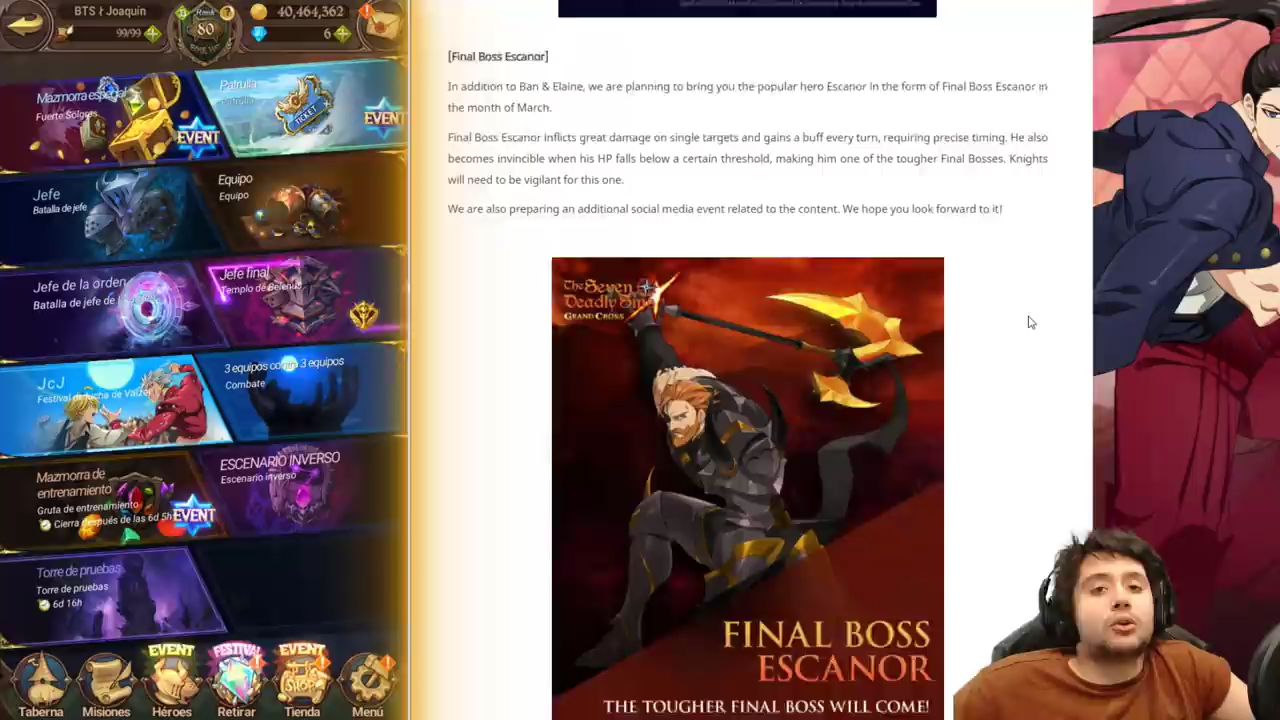 BTS ł Joaquin
99/99
Rank
80
40,464,362
6
Mazmorra especial
Fuerte Solgres
EVENT
Patrulla
Patrulla
TICKET
EVENT
Jefe
Batalla de jefe
Equipo
Equipo
Jefe de la orden
Batalla de jefe de la
Jefe final
Templo de Belenus
JcJ
Festival de lucha de Vaizel
3 equipos contra 3 equipos
Combate
Mazmorra de
entrenamiento
Gruta de entrenamiento
Cierra después de las 6d 5h
EVENT
ESCENARIO INVERSO
Escenario inverso
Torre de pruebas
Torre de pruebas
6d 16h
EVENT
FESTIVAL
EVENT
SHOP
Taberna
Misiones
Héroes
Retirar
Tienda
Menú
[Final Boss Escanor]
In addition to Ban & Elaine, we are planning to bring you the popular hero Escanor in the form of Final Boss Escanor in
the month of March.
Final Boss Escanor inflicts great damage on single targets and gains a buff every turn, requiring precise timing. He also
becomes invincible when his HP falls below a certain threshold, making him one of the tougher Final Bosses. Knights
will need to be vigilant for this one.
We are also preparing an additional social media event related to the content. We hope you look forward to it!
The Seven
Deadly Sins
GRAND CROSS
FINAL BOSS
ESCANOR
THE TOUGHER FINAL BOSS WILL COME!